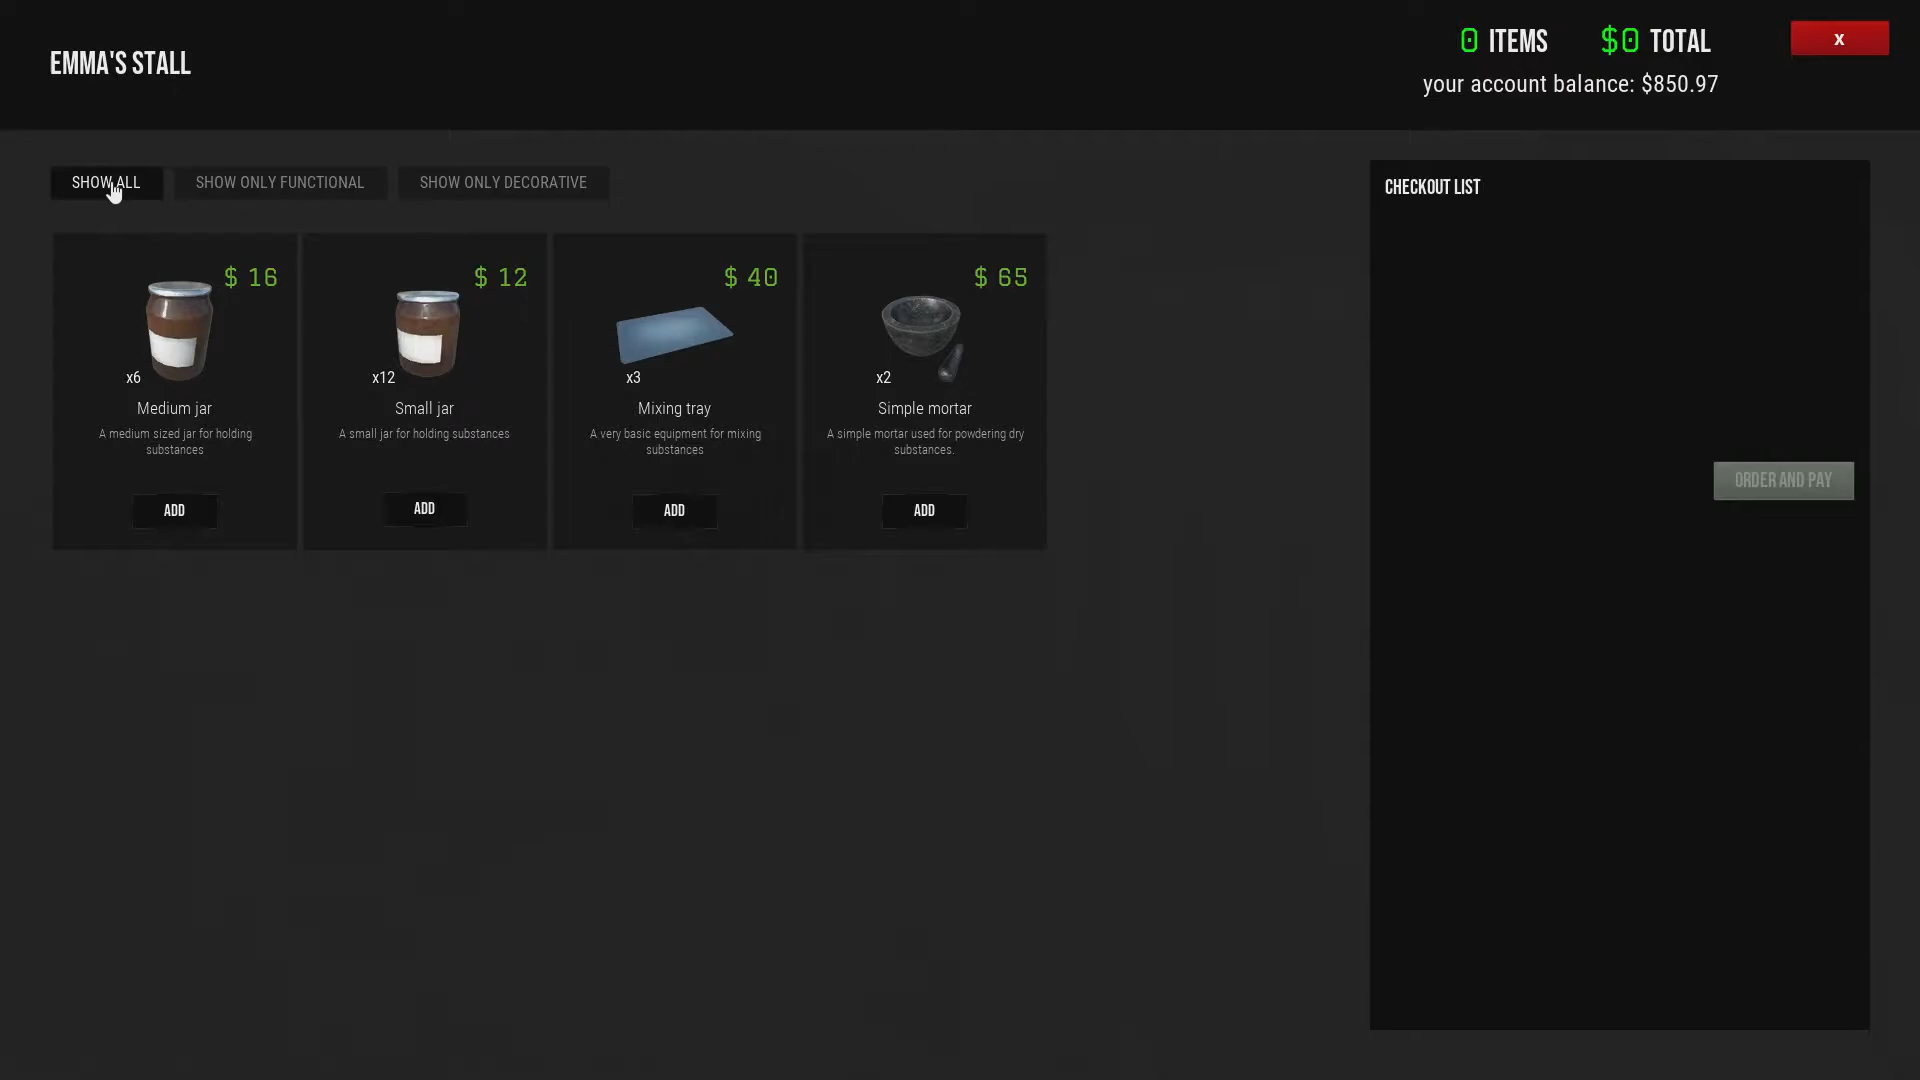 EMMA'S STALL
0 ITEMS $0 TOTAL
x
your account balance: $850.97
SHOW ALL
SHOW ONLY FUNCTIONAL
SHOW ONLY DECORATIVE
CHECKOUT LIST
$ 16
x6
Medium jar
A medium sized jar for holding
substances
ADD
$ 12
x12
Small jar
A small jar for holding substances
ADD
$ 40
x3
Mixing tray
A very basic equipment for mixing
substances
ADD
$ 65
x2
Simple mortar
A simple mortar used for powdering dry
substances.
ADD
ORDER AND PAY